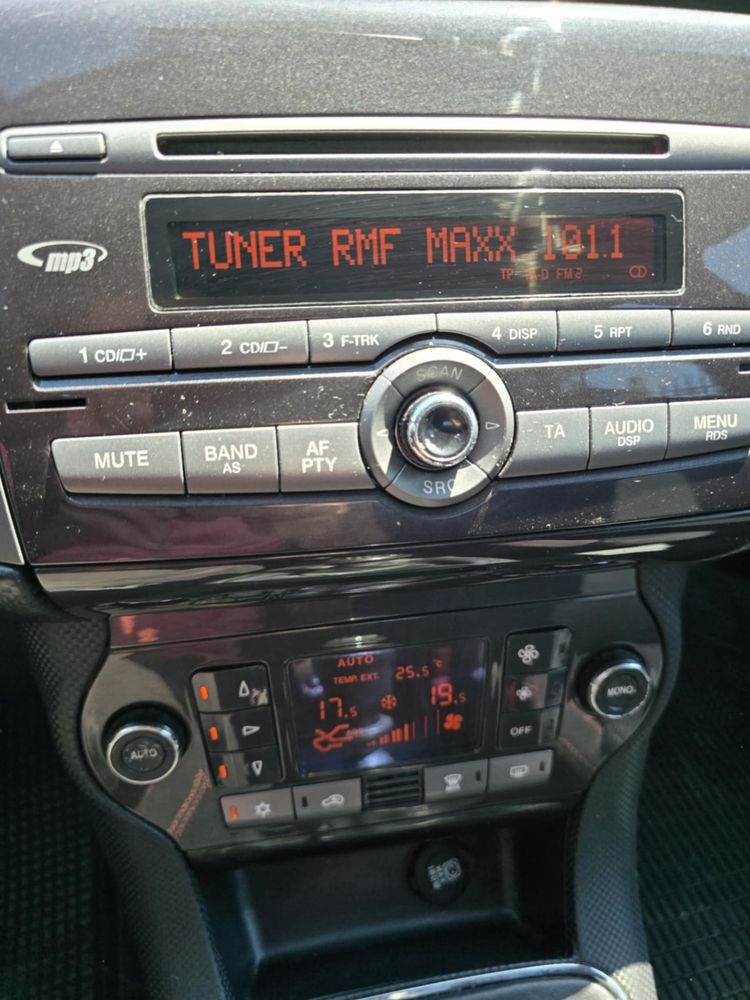 TUNER RMF MAXX 101.1
mp3
TP FM2
1 CD/+
2 CD/-
3 F-TRK
4 DISP
5 RPT
6 RND
SCAN
MUTE
BAND AS
AF PTY
SRC
TA
AUDIO DSP
MENU RDS
AUTO
TEMP. EXT. 25,5 °C
17,5
19,5
AUTO
MONO
OFF